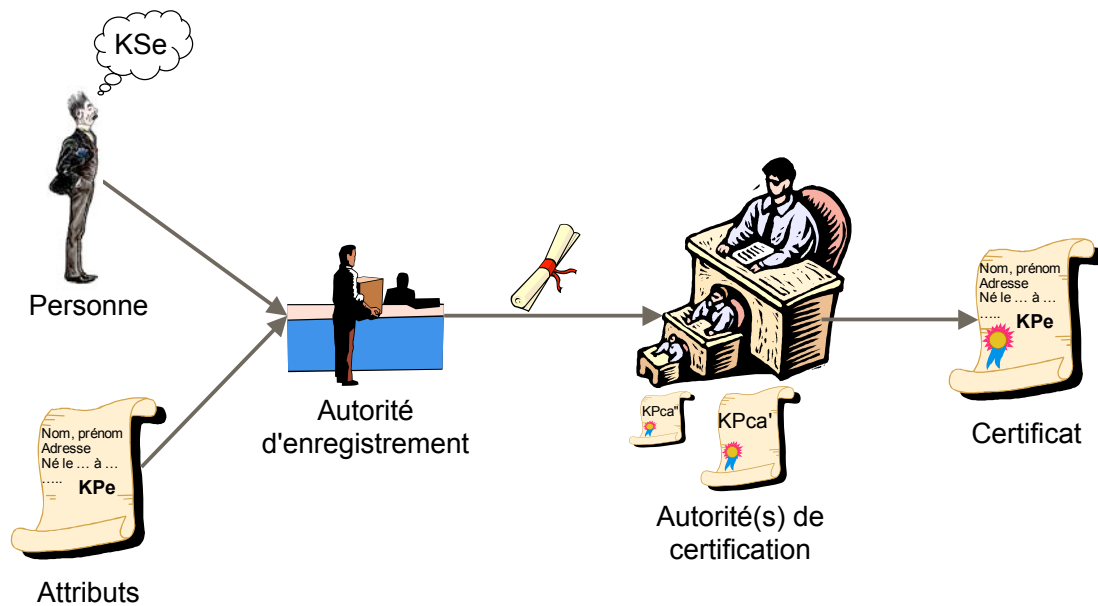 KSe
Personne
Nom, prénom
Adresse
Né le … à …
….. KPe
Attributs
Autorité
d'enregistrement
KPca"
KPca'
Autorité(s) de
certification
Nom, prénom
Adresse
Né le … à …
….. KPe
Certificat